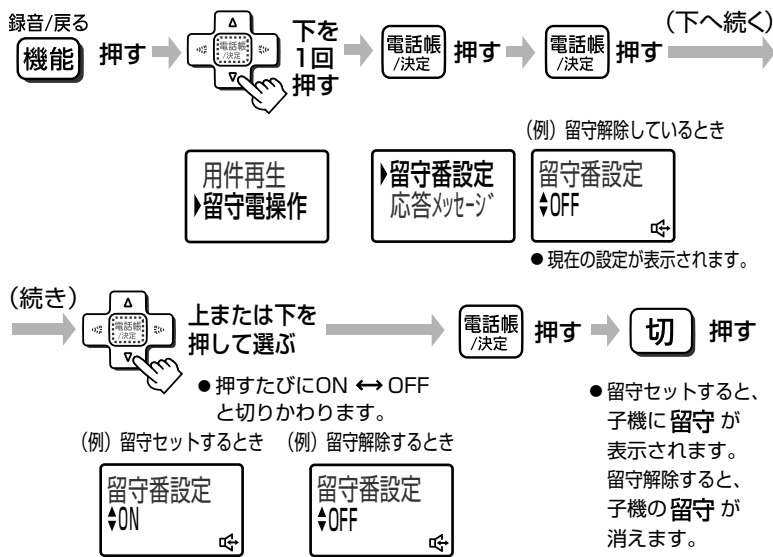 録音/戻る
機能 押す
電話帳
/決定
下を
1回
押す
電話帳
/決定
押す
電話帳
/決定
押す
(下へ続く)
用件再生
留守電操作
留守番設定
応答メッセージ
(例) 留守解除しているとき
留守番設定
OFF
● 現在の設定が表示されます。
(続き)
電話帳
/決定
上または下を
押して選ぶ
● 押すたびにON ↔ OFF
と切りかわります。
(例) 留守セットするとき
留守番設定
ON
(例) 留守解除するとき
留守番設定
OFF
電話帳
/決定
押す
切 押す
● 留守セットすると、
子機に 留守 が
表示されます。
留守解除すると、
子機の 留守 が
消えます。